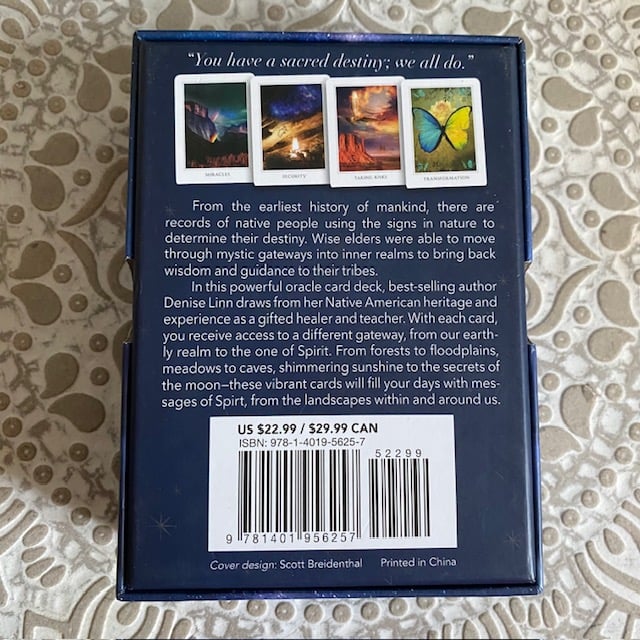 "You have a sacred destiny; we all do."
MIRACLES
SECURITY
TAKING RISKS
TRANSFORMATION
From the earliest history of mankind, there are
records of native people using the signs in nature to
determine their destiny. Wise elders were able to move
through mystic gateways into inner realms to bring back
wisdom and guidance to their tribes.
In this powerful oracle card deck, best-selling author
Denise Linn draws from her Native American heritage and
experience as a gifted healer and teacher. With each card,
you receive access to a different gateway, from our earth-
ly realm to the one of Spirit. From forests to floodplains,
meadows to caves, shimmering sunshine to the secrets of
the moon–these vibrant cards will fill your days with mes-
sages of Spirt, from the landscapes within and around us.
US $22.99 / $29.99 CAN
ISBN: 978-1-4019-5625-7
52299
9 781401 956257
Cover design: Scott Breidenthal Printed in China